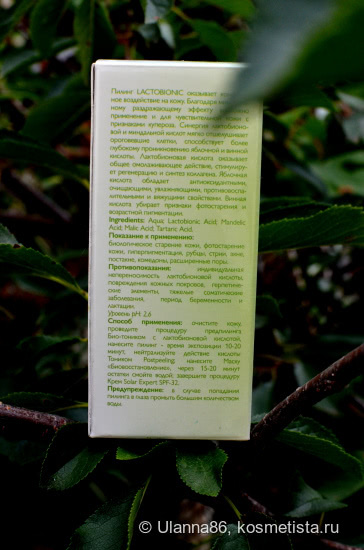 Пилинг LACTOBIONIC оказывает
ное воздействие на кожу. Благодаря
раздражающему эффекту
применение и для чувствительной
признаками купероза. Синергия лактобионо-
вой и миндальной кислот мягко отшелушивает
ороговевшие клетки, способствует более
глубокому проникновению яблочной и винной
кислоты. Лактобионовая кислота оказывает
общее омолаживающее действие, стимулиру-
ет регенерацию и синтез коллагена. Яблочная
кислота обладает антиоксидантными,
очищающими, увлажняющими, противовоспа-
лительными и вяжущими свойствами. Винная
кислота убирает признаки фотостарения и
возрастной пигментации.
Ingredients: Aqua; Lactobionic Acid; Mandelic
Acid; Malic Acid; Tartaric Acid.
Показание к применению:
биологическое старение кожи, фотостарение
кожи, гиперпигментация, рубцы, стрии, акне,
постакне, комедоны, расширенные поры.
Противопоказания: индивидуальная
непереносимость лактобионовой кислоты,
повреждения кожных покровов, герпетиче-
ские элементы, тяжелые соматические
заболевания, период беременности и
лактации.
Уровень pH: 2,6
Способ применения: очистите кожу,
проведите процедуру предпилинга
Био-тоником с лактобионовой кислотой,
нанесите пилинг - время экспозиции 10-20
минут, нейтрализуйте действие кислоты
Тоником Postpeeling, нанесите Маску
«Биовосстановление», через 15-20 минут
остатки смойте водой; завершите процедуру
Крем Solar Expert SPF-32.
Предупреждение: в случае попадания
пилинга в глаза промыть большим количеством
воды.
© Ulanna86, kosmetista.ru